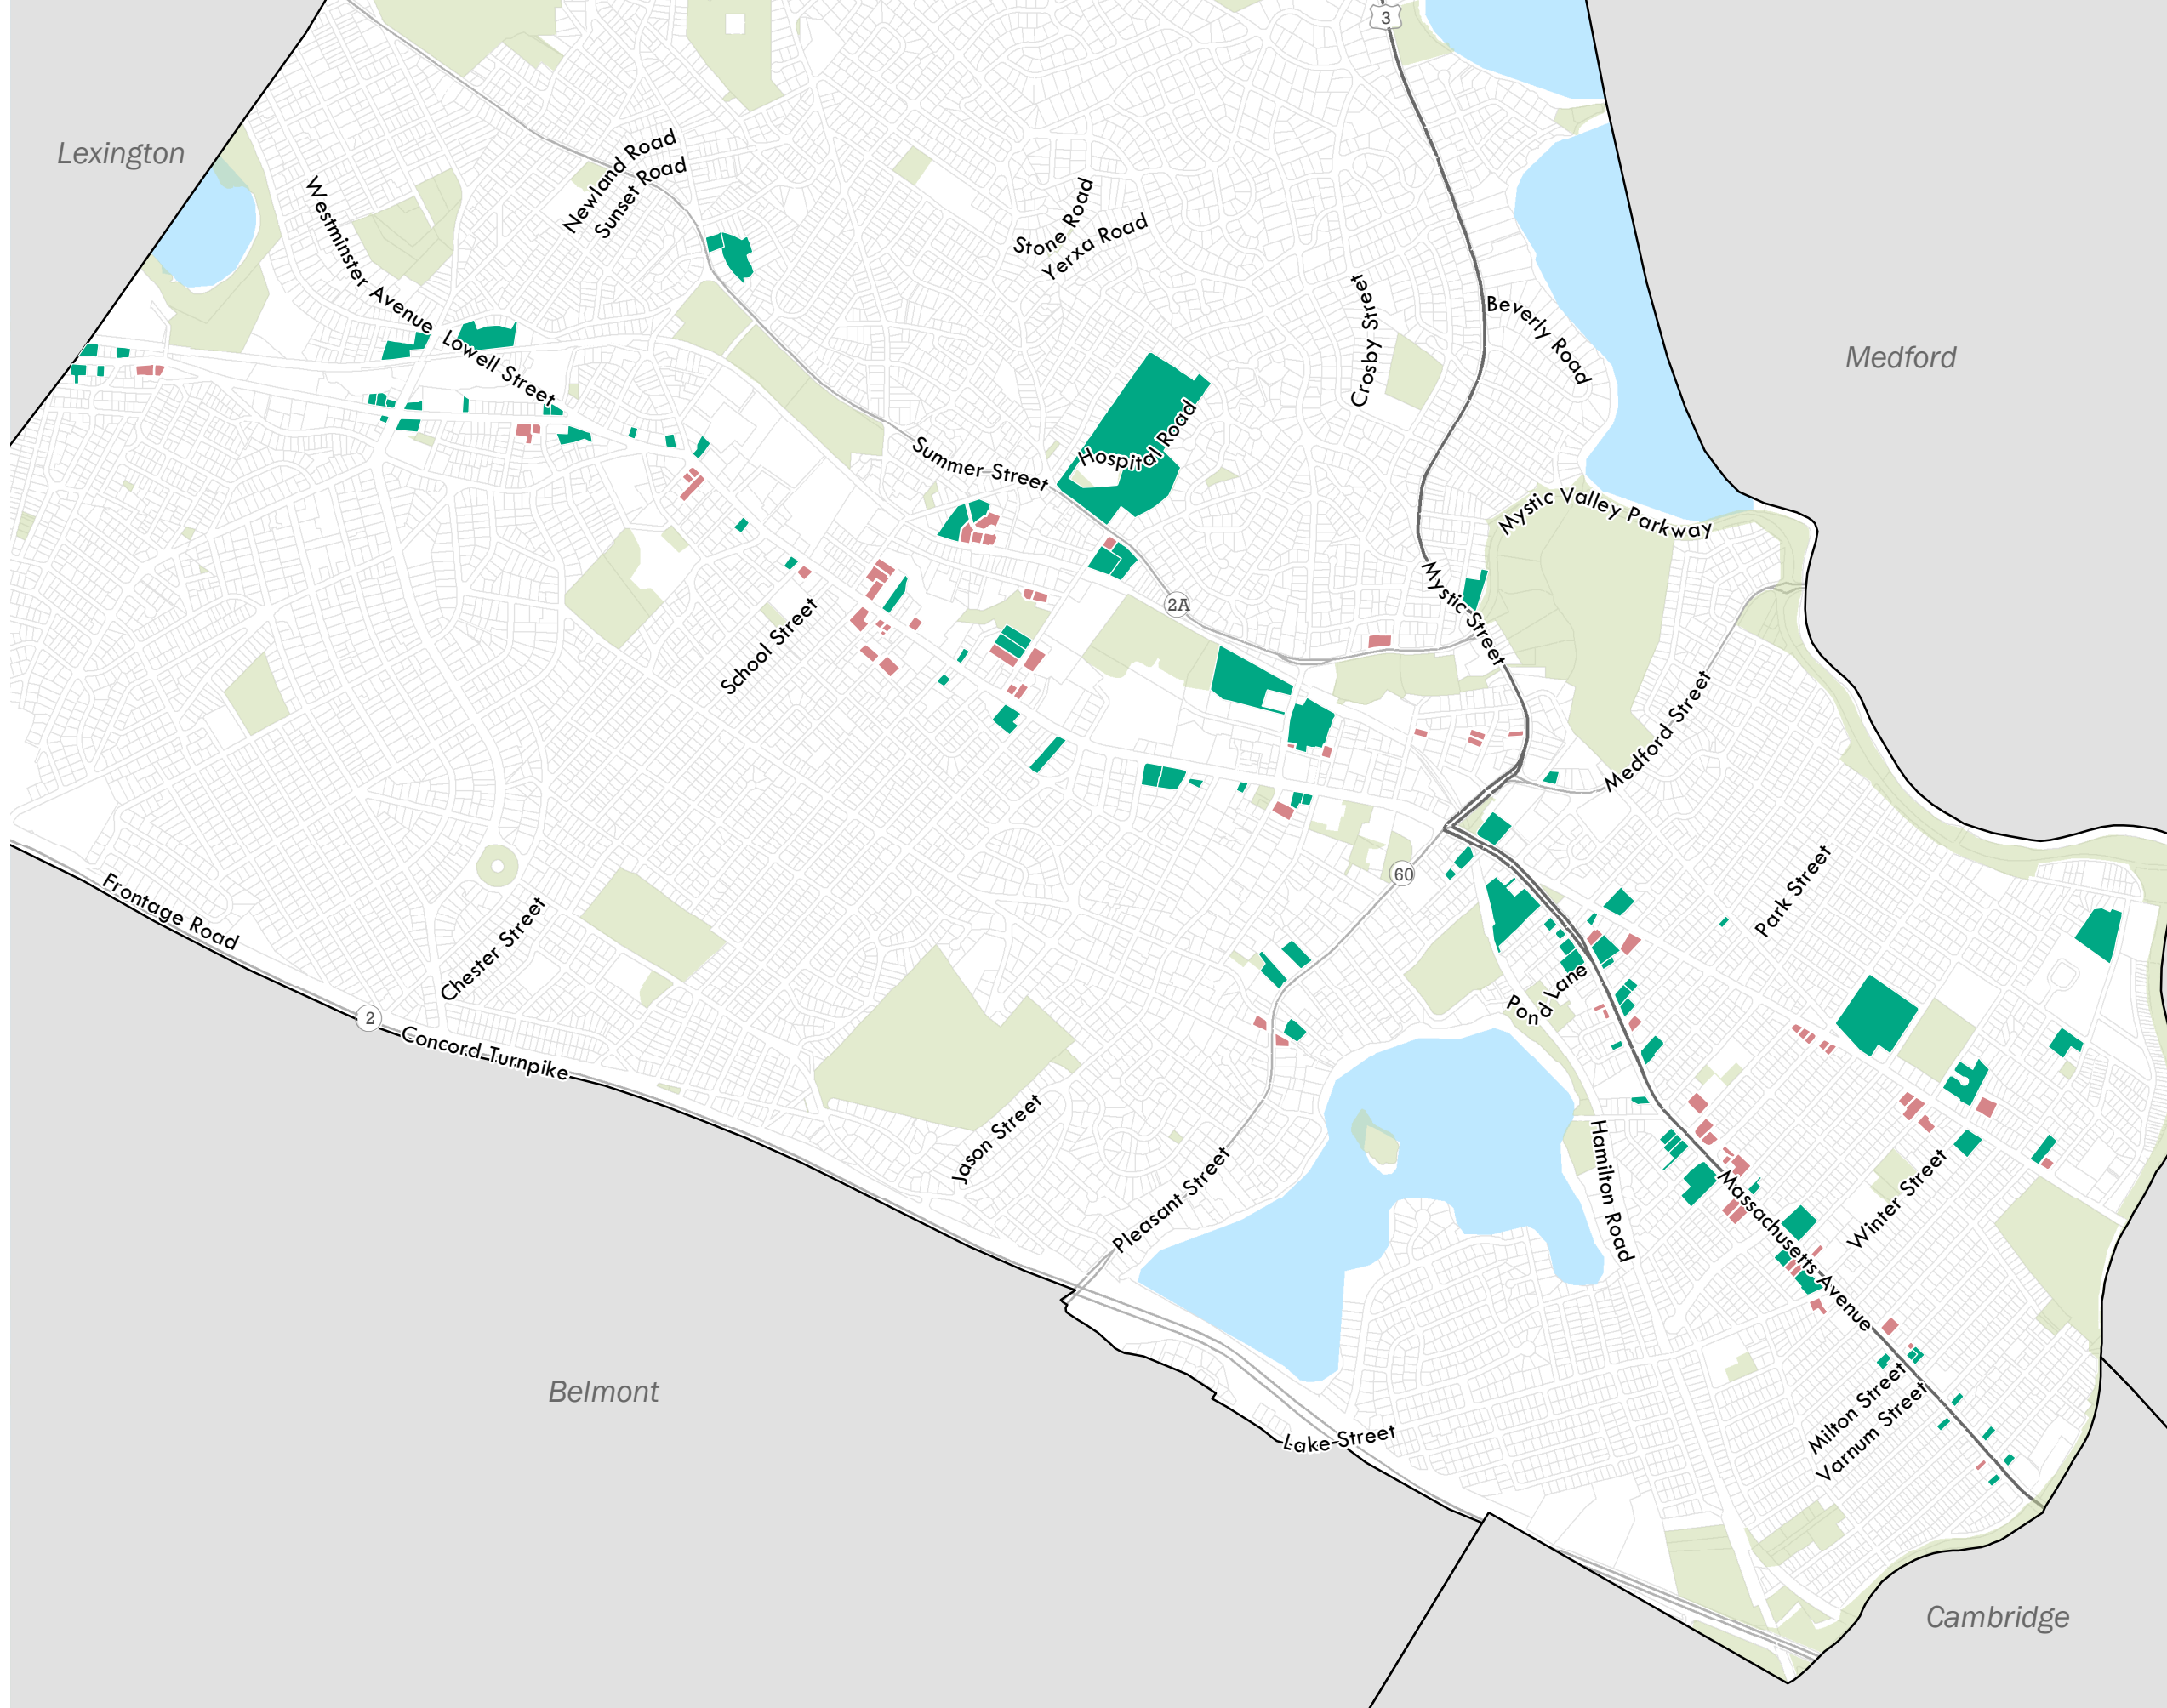 3
Lexington
Newland Road
Sunset Road
Westminster Avenue
Stone Road
Yerxa Road
Crosby Street
Beverly Road
Medford
Lowell Street
Hospital Road
Summer Street
Mystic Valley Parkway
Mystic Street
2A
School Street
Medford Street
60
Park Street
Frontage Road
Chester Street
Pond Lane
2
Concord Turnpike
Jason Street
Pleasant Street
Hamilton Road
Massachusetts Avenue
Winter Street
Belmont
Milton Street
Varnum Street
Lake Street
Cambridge